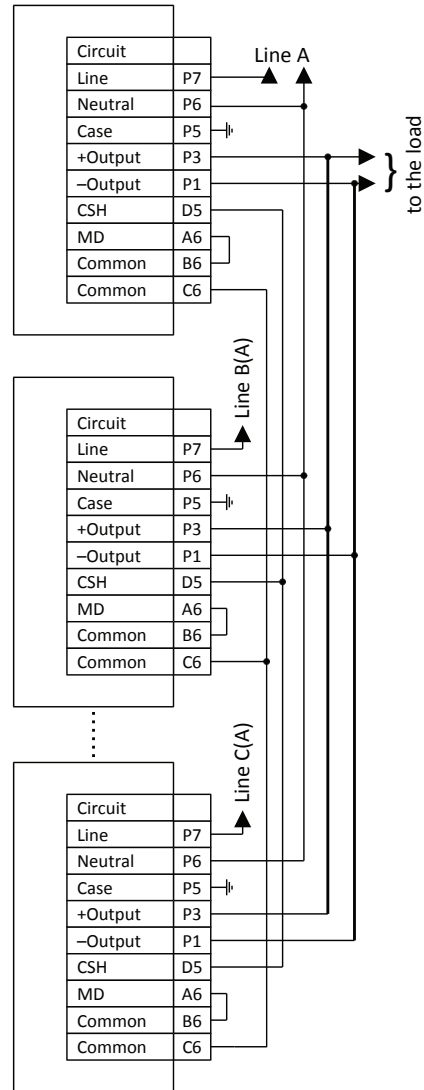 Line A
Circuit
Line P7
Neutral P6
Case P5
+Output P3
–Output P1
CSH D5
MD A6
Common B6
Common C6
}
to the load
Line B(A)
Circuit
Line P7
Neutral P6
Case P5
+Output P3
–Output P1
CSH D5
MD A6
Common B6
Common C6
Line C(A)
Circuit
Line P7
Neutral P6
Case P5
+Output P3
–Output P1
CSH D5
MD A6
Common B6
Common C6